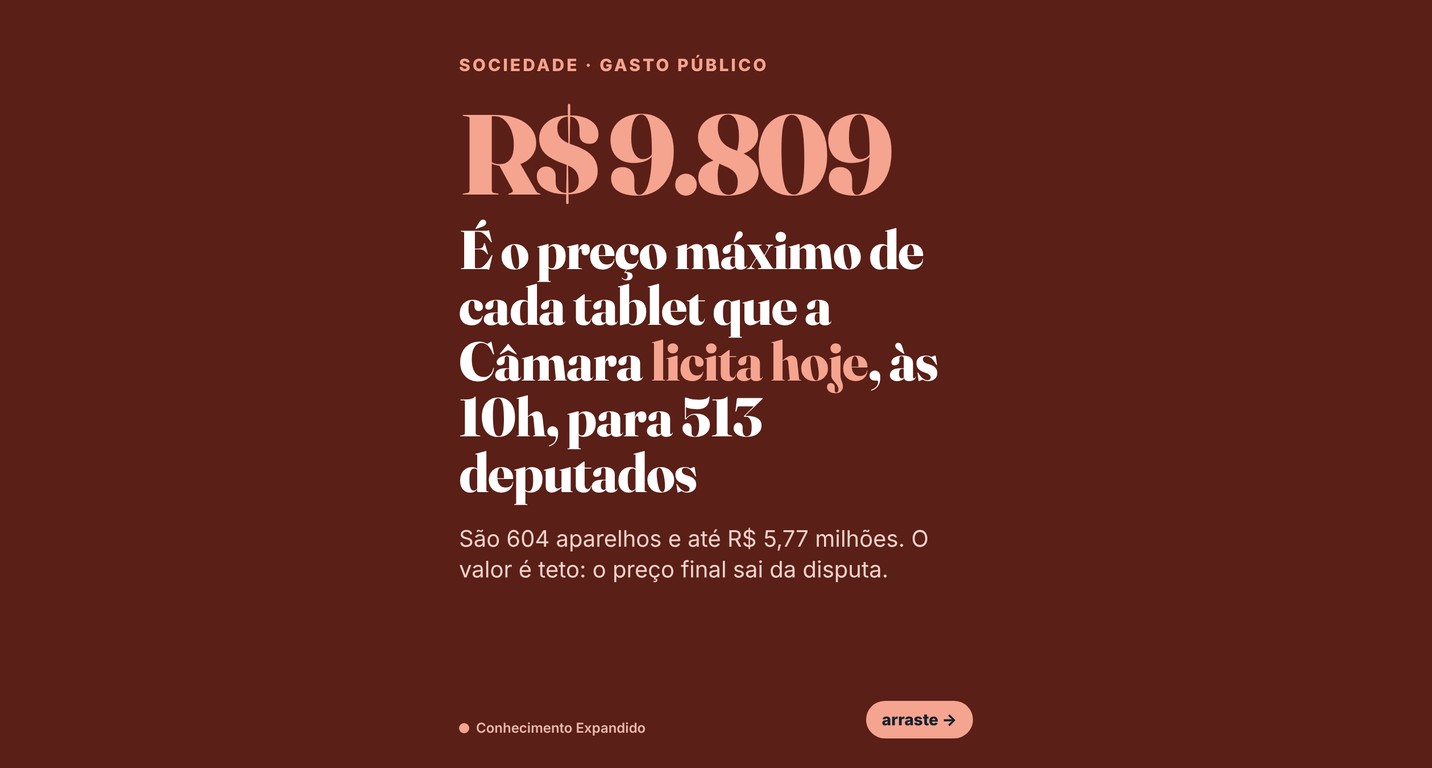 SOCIEDADE · GASTO PÚBLICO
R$ 9.809
É o preço máximo de
cada tablet que a
Câmara licita hoje, às
10h, para 513
deputados
São 604 aparelhos e até R$ 5,77 milhões. O
valor é teto: o preço final sai da disputa.
Conhecimento Expandido
arraste →